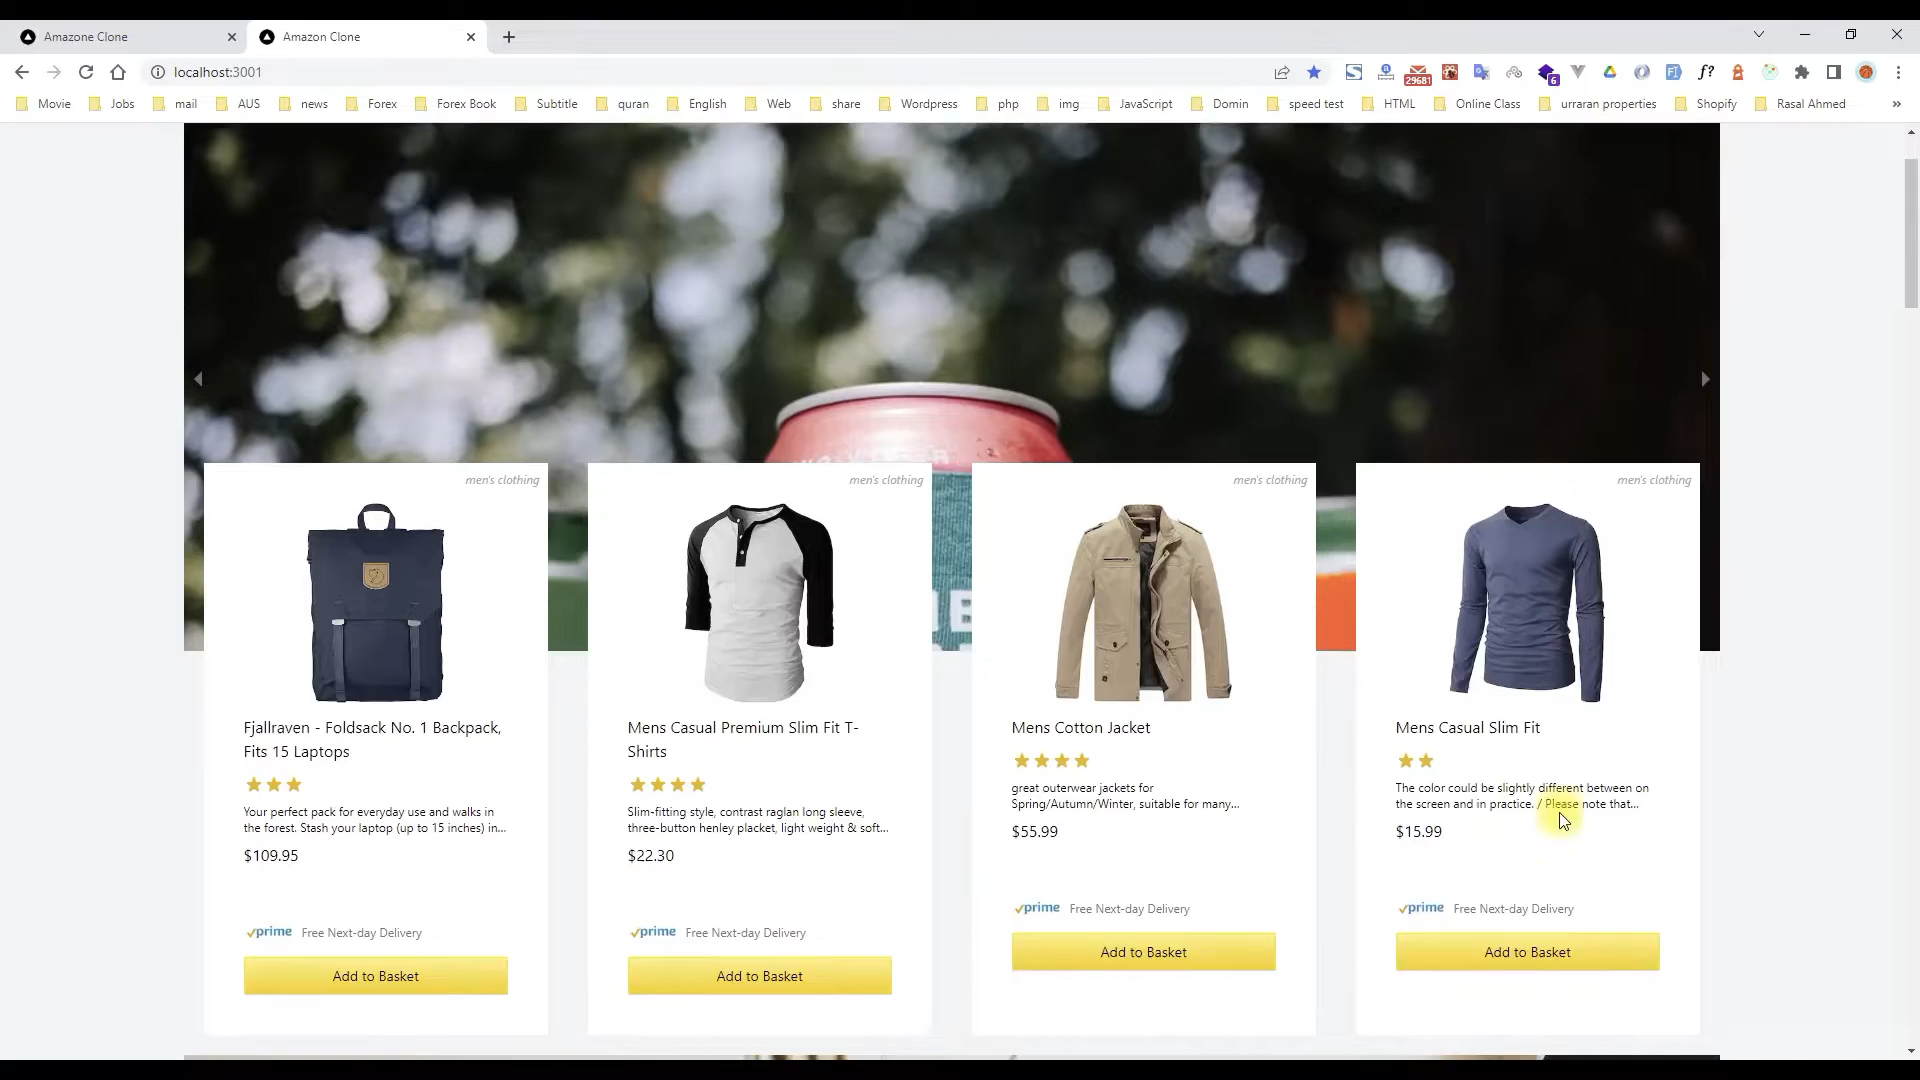 Amazone Clone
Amazon Clone
localhost:3001
29681
6
f?
Movie
Jobs
mail
AUS
news
Forex
Forex Book
Subtitle
quran
English
Web
share
Wordpress
php
img
JavaScript
Domin
speed test
HTML
Online Class
urraran properties
Shopify
Rasal Ahmed
»
men's clothing
Fjallraven - Foldsack No. 1 Backpack,
Fits 15 Laptops
Your perfect pack for everyday use and walks in
the forest. Stash your laptop (up to 15 inches) in...
$109.95
prime Free Next-day Delivery
Add to Basket
men's clothing
Mens Casual Premium Slim Fit T-
Shirts
Slim-fitting style, contrast raglan long sleeve,
three-button henley placket, light weight & soft...
$22.30
prime Free Next-day Delivery
Add to Basket
men's clothing
Mens Cotton Jacket
great outerwear jackets for
Spring/Autumn/Winter, suitable for many...
$55.99
prime Free Next-day Delivery
Add to Basket
men's clothing
Mens Casual Slim Fit
The color could be slightly different between on
the screen and in practice. / Please note that...
$15.99
prime Free Next-day Delivery
Add to Basket